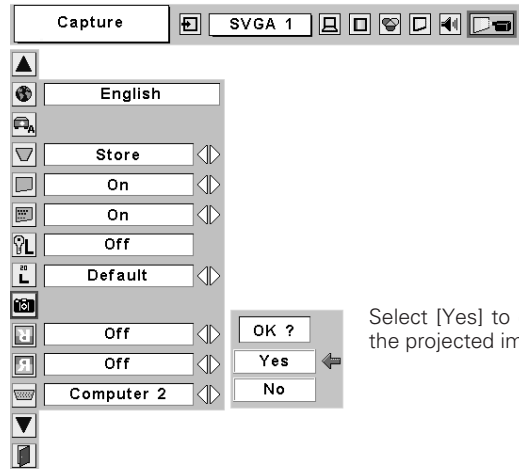 Capture
SVGA 1
English
Store
On
On
Off
20
L
Default
Off
OK ?
Off
Yes
Computer 2
No
Select [Yes] to
the projected